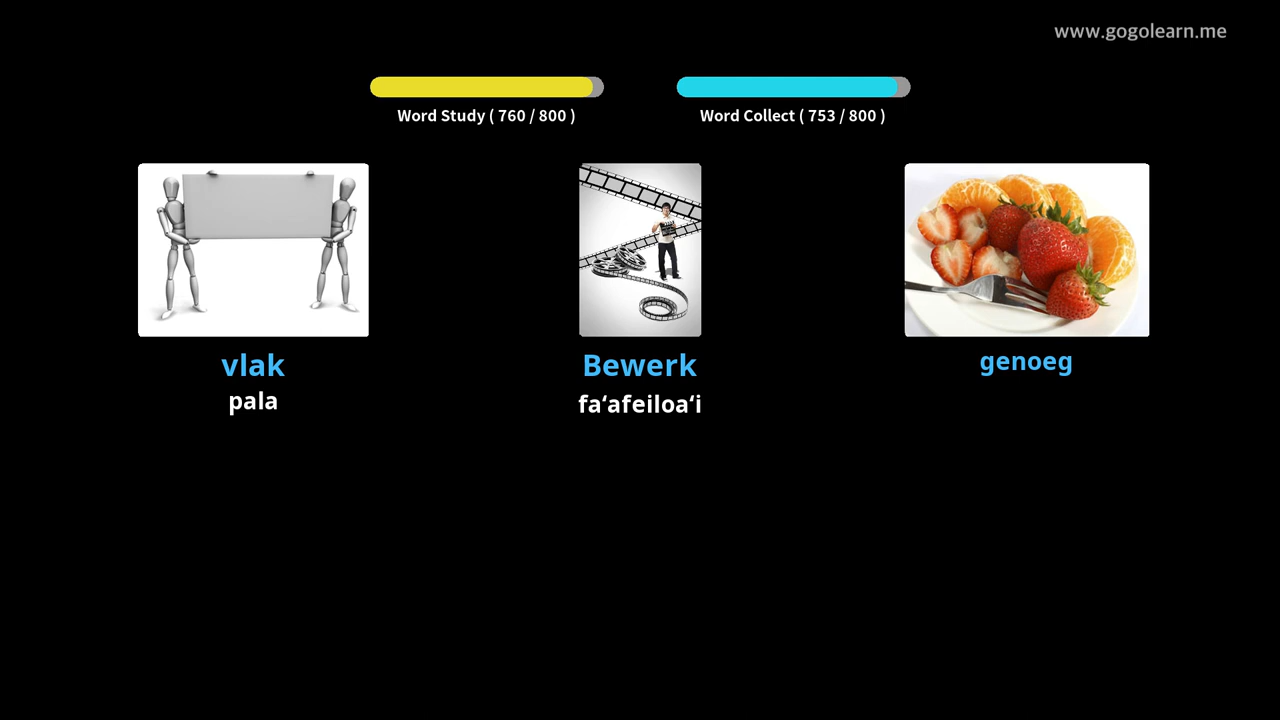 www.gogolearn.me
Word Study ( 760 / 800 )
Word Collect ( 753 / 800 )
vlak
pala
Bewerk
fa‘afeiloa‘i
genoeg